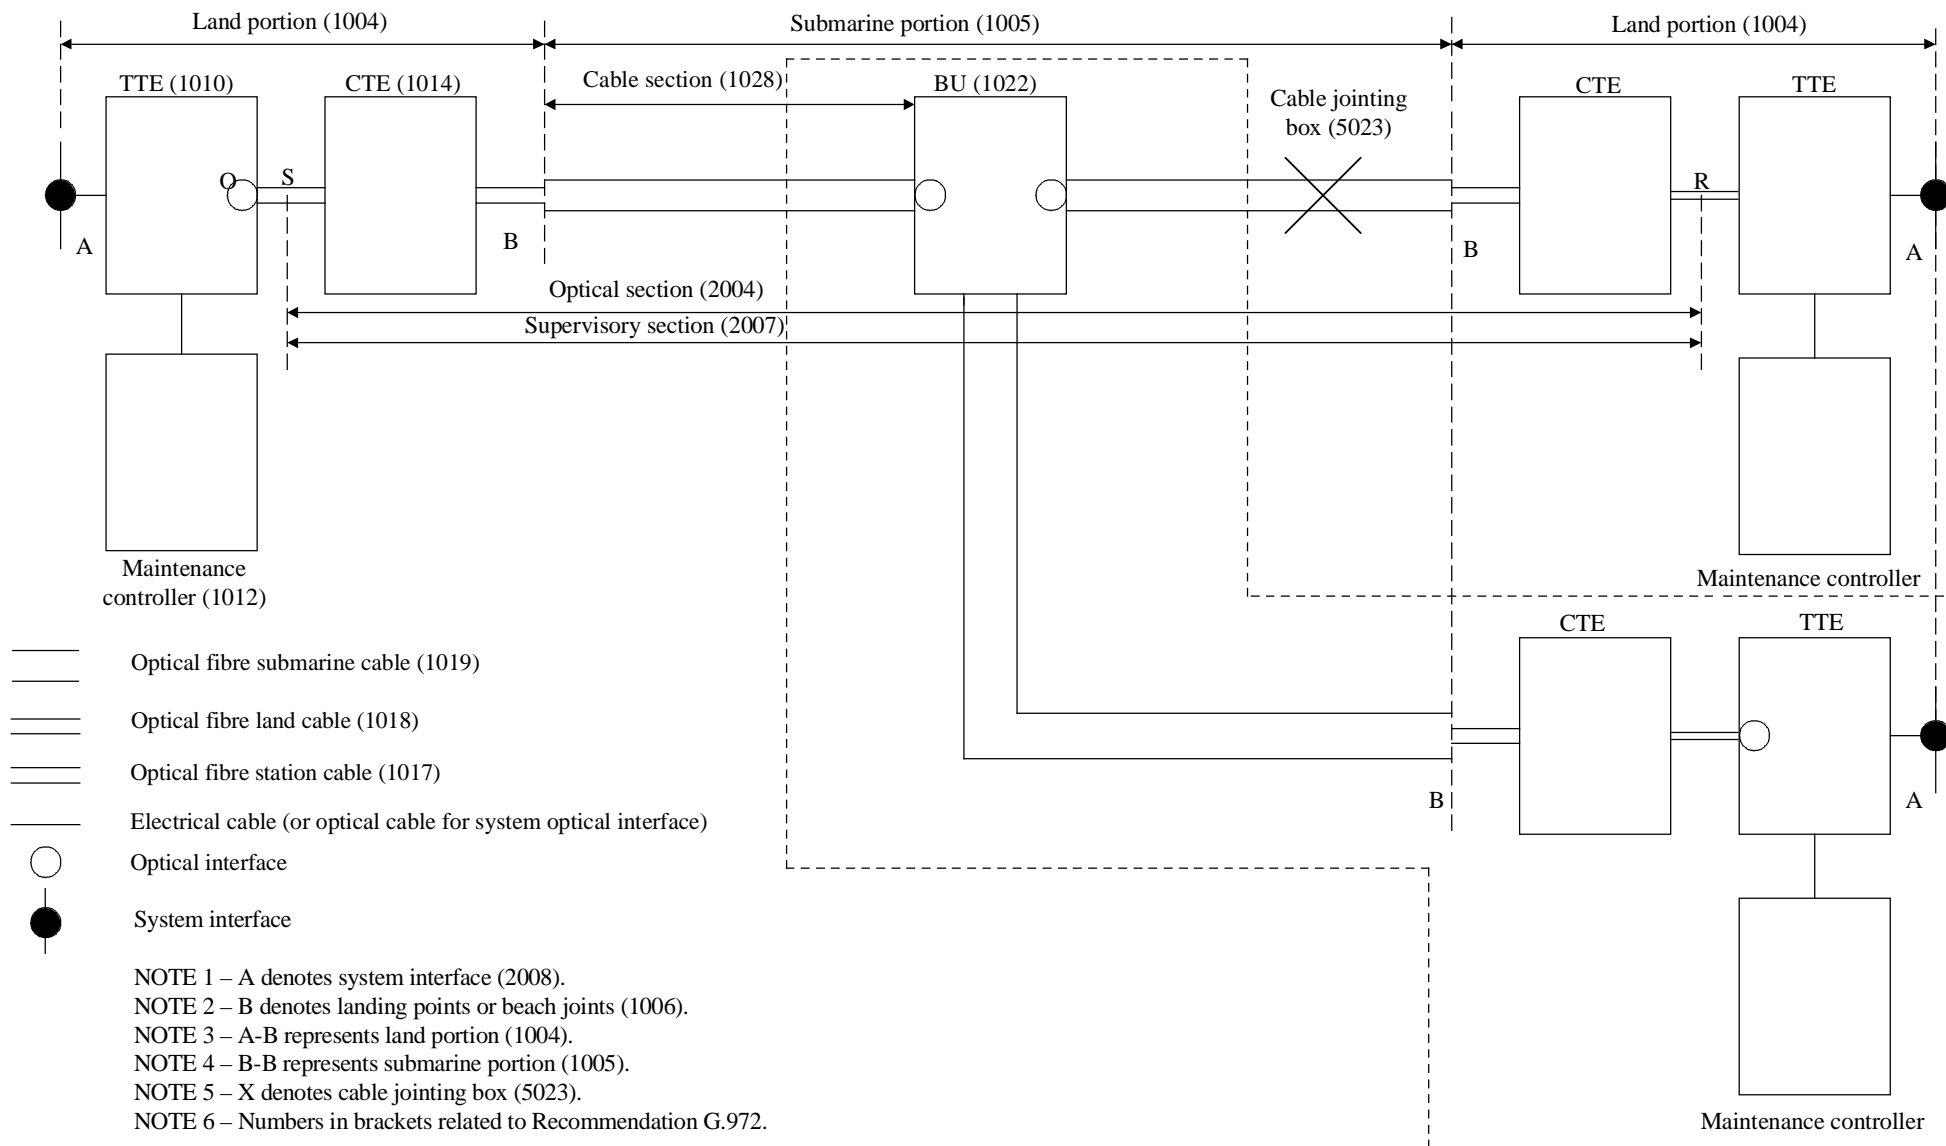 Land portion (1004)
Submarine portion (1005)
Land portion (1004)
TTE (1010)
CTE (1014)
Cable section (1028)
BU (1022)
Cable jointing
box (5023)
CTE
TTE
O
S
R
A
B
B
A
Optical section (2004)
Supervisory section (2007)
Maintenance
controller (1012)
Maintenance controller
CTE
TTE
B
A
Maintenance controller
Optical fibre submarine cable (1019)
Optical fibre land cable (1018)
Optical fibre station cable (1017)
Electrical cable (or optical cable for system optical interface)
Optical interface
System interface
NOTE 1 – A denotes system interface (2008).
NOTE 2 – B denotes landing points or beach joints (1006).
NOTE 3 – A-B represents land portion (1004).
NOTE 4 – B-B represents submarine portion (1005).
NOTE 5 – X denotes cable jointing box (5023).
NOTE 6 – Numbers in brackets related to Recommendation G.972.